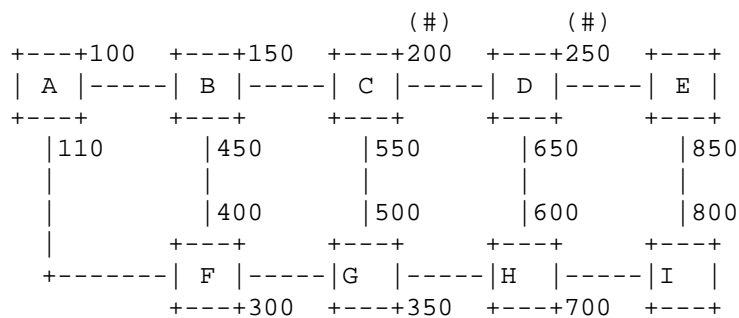 (#) (#)
+---+100 +---+150 +---+200 +---+250 +---+
| A |-----| B |-----| C |-----| D |-----| E |
+---+ +---+ +---+ +---+ +---+
|110 |450 |550 |650 |850
| | | | |
| |400 |500 |600 |800
| +---+ +---+ +---+ +---+
+-------| F |-----|G |-----|H |-----|I |
+---+300 +---+350 +---+700 +---+